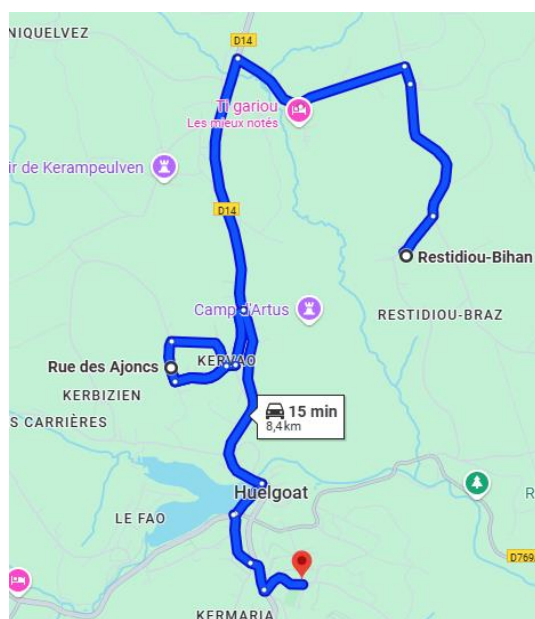 NIQUELVEZ
D14
Ti gariou
Les mieux notés
ir de Kerampeulven
D14
Restidiou-Bihan
Camp d'Artus
RESTIDIOU-BRAZ
Rue des Ajoncs
KERVAO
KERBIZIEN
S CARRIÈRES
15 min
8,4 km
Huelgoat
R
LE FAO
D769A
KERMARIA